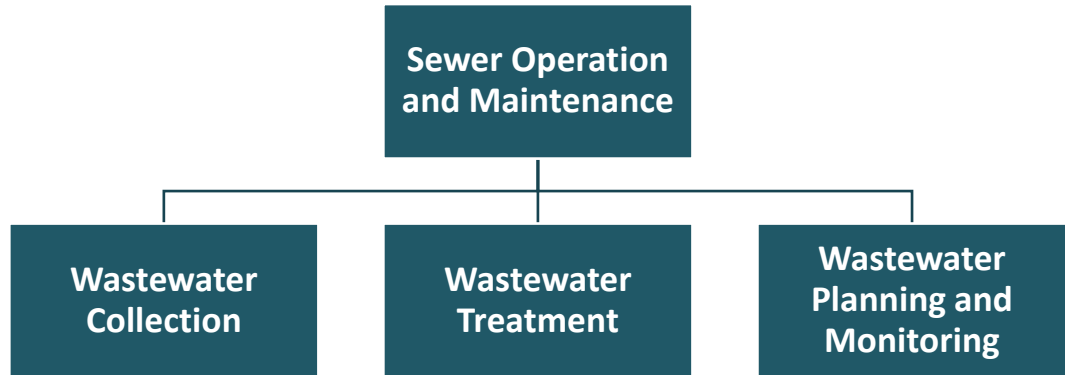 Sewer Operation
and Maintenance
Wastewater
Collection
Wastewater
Treatment
Wastewater
Planning and
Monitoring